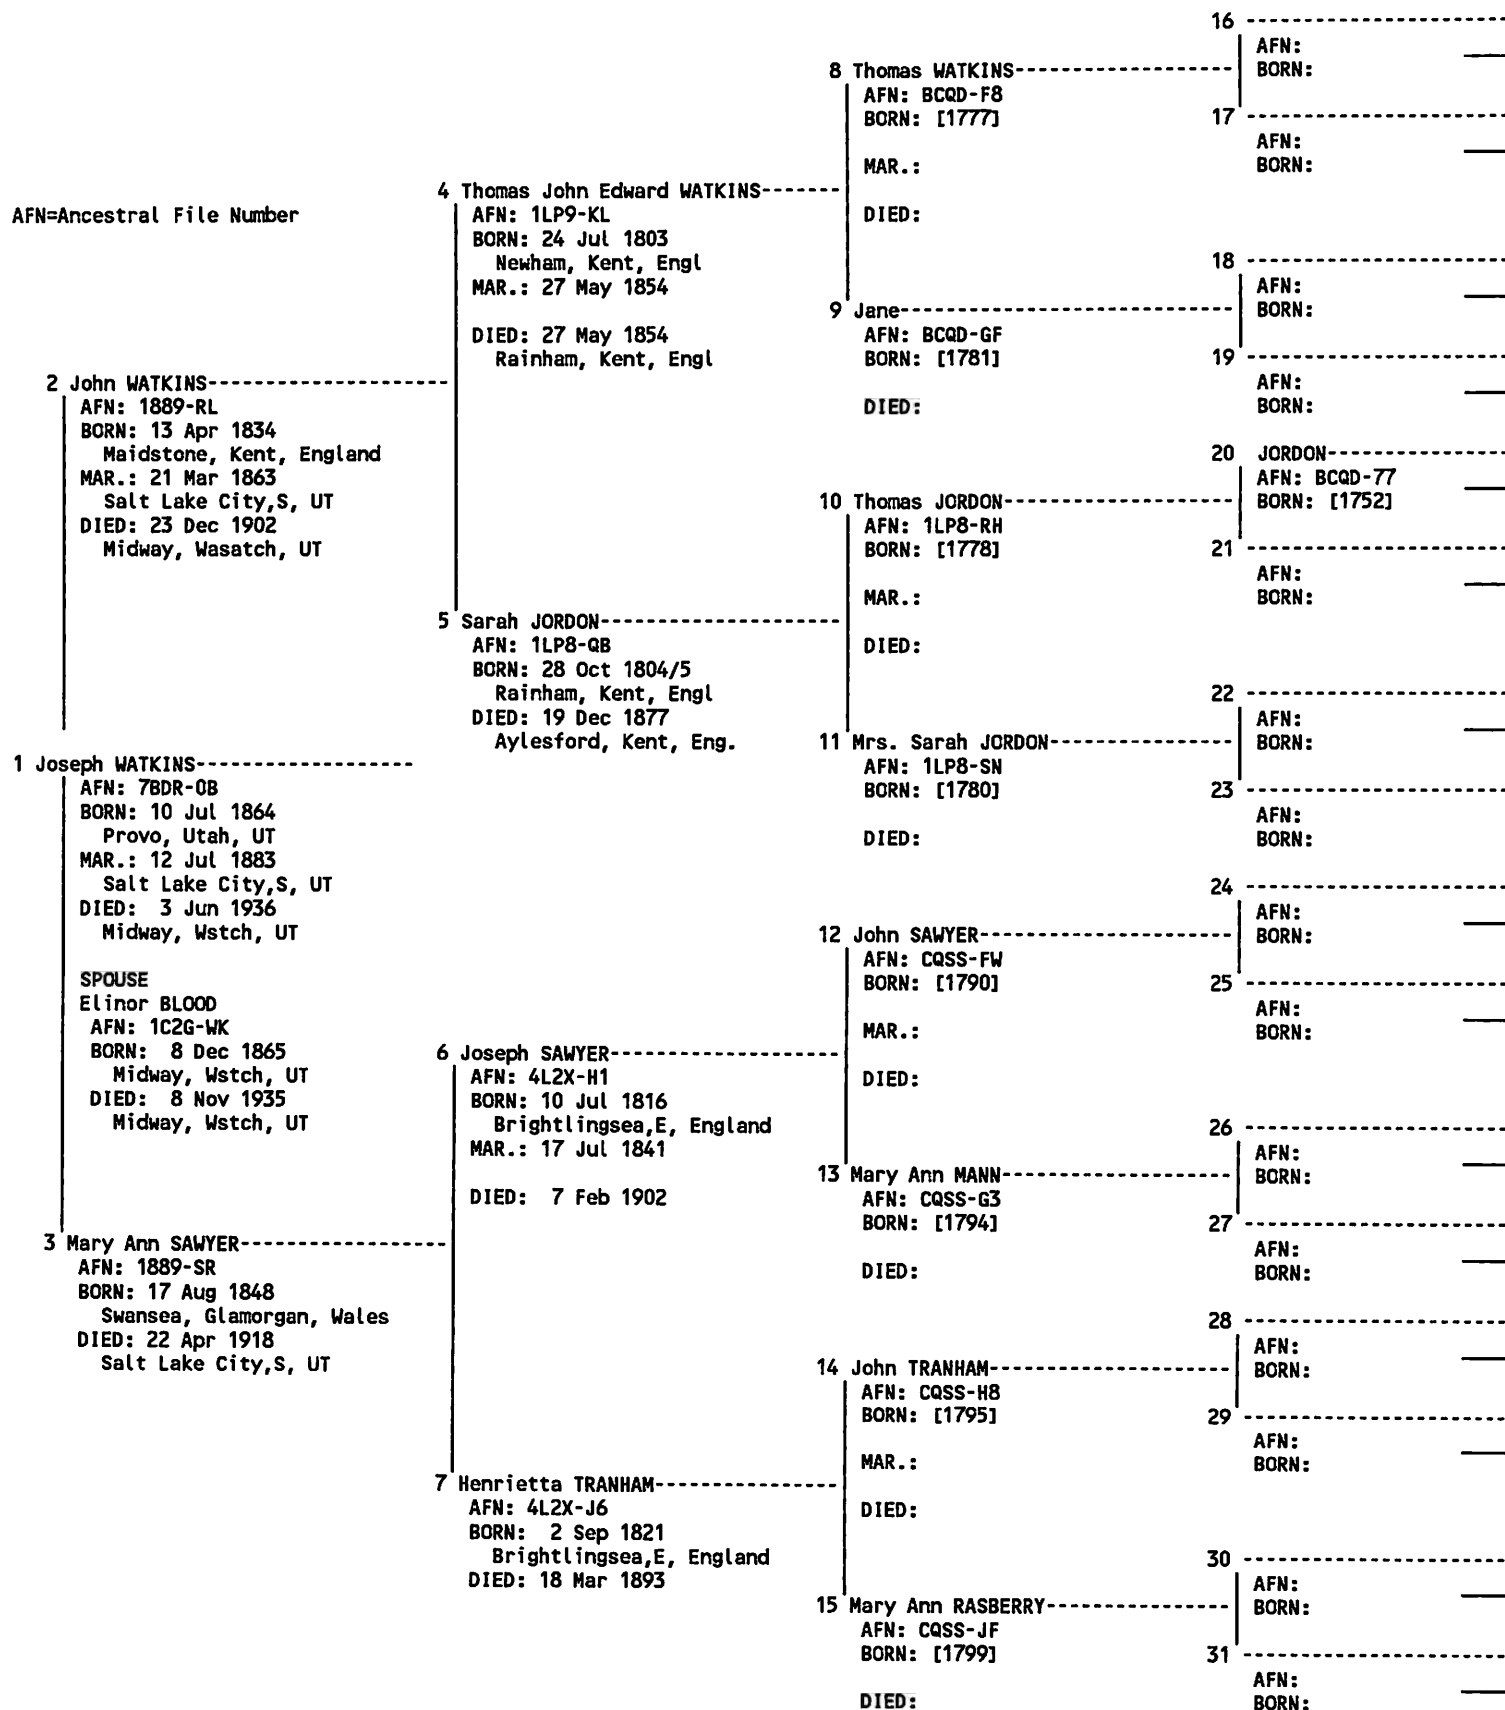 AFN=Ancestral File Number
1 Joseph WATKINS------------------
AFN: 7BDR-0B
BORN: 10 Jul 1864
Provo, Utah, UT
MAR.: 12 Jul 1883
Salt Lake City,S, UT
DIED: 3 Jun 1936
Midway, Wstch, UT
SPOUSE
Elinor BLOOD
AFN: 1C2G-WK
BORN: 8 Dec 1865
Midway, Wstch, UT
DIED: 8 Nov 1935
Midway, Wstch, UT
2 John WATKINS--------------------
AFN: 1889-RL
BORN: 13 Apr 1834
Maidstone, Kent, England
MAR.: 21 Mar 1863
Salt Lake City,S, UT
DIED: 23 Dec 1902
Midway, Wasatch, UT
3 Mary Ann SAWYER-----------------
AFN: 1889-SR
BORN: 17 Aug 1848
Swansea, Glamorgan, Wales
DIED: 22 Apr 1918
Salt Lake City,S, UT
4 Thomas John Edward WATKINS------
AFN: 1LP9-KL
BORN: 24 Jul 1803
Newham, Kent, Engl
MAR.: 27 May 1854
DIED: 27 May 1854
Rainham, Kent, Engl
5 Sarah JORDON--------------------
AFN: 1LP8-QB
BORN: 28 Oct 1804/5
Rainham, Kent, Engl
DIED: 19 Dec 1877
Aylesford, Kent, Eng.
6 Joseph SAWYER-------------------
AFN: 4L2X-H1
BORN: 10 Jul 1816
Brightlingsea,E, England
MAR.: 17 Jul 1841
DIED: 7 Feb 1902
7 Henrietta TRANHAM---------------
AFN: 4L2X-J6
BORN: 2 Sep 1821
Brightlingsea,E, England
DIED: 18 Mar 1893
8 Thomas WATKINS------------------
AFN: BCQD-F8
BORN: [1777]
MAR.:
DIED:
9 Jane----------------------------
AFN: BCQD-GF
BORN: [1781]
DIED:
10 Thomas JORDON-------------------
AFN: 1LP8-RH
BORN: [1778]
MAR.:
DIED:
11 Mrs. Sarah JORDON---------------
AFN: 1LP8-SN
BORN: [1780]
DIED:
12 John SAWYER---------------------
AFN: CQSS-FW
BORN: [1790]
MAR.:
DIED:
13 Mary Ann MANN-------------------
AFN: CQSS-G3
BORN: [1794]
DIED:
14 John TRANHAM--------------------
AFN: CQSS-H8
BORN: [1795]
MAR.:
DIED:
15 Mary Ann RASBERRY---------------
AFN: CQSS-JF
BORN: [1799]
DIED:
16 ----------------------
AFN:
BORN:
17 ----------------------
AFN:
BORN:
18 ----------------------
AFN:
BORN:
19 ----------------------
AFN:
BORN:
20 JORDON---------------
AFN: BCQD-77
BORN: [1752]
21 ----------------------
AFN:
BORN:
22 ----------------------
AFN:
BORN:
23 ----------------------
AFN:
BORN:
24 ----------------------
AFN:
BORN:
25 ----------------------
AFN:
BORN:
26 ----------------------
AFN:
BORN:
27 ----------------------
AFN:
BORN:
28 ----------------------
AFN:
BORN:
29 ----------------------
AFN:
BORN:
30 ----------------------
AFN:
BORN:
31 ----------------------
AFN:
BORN: